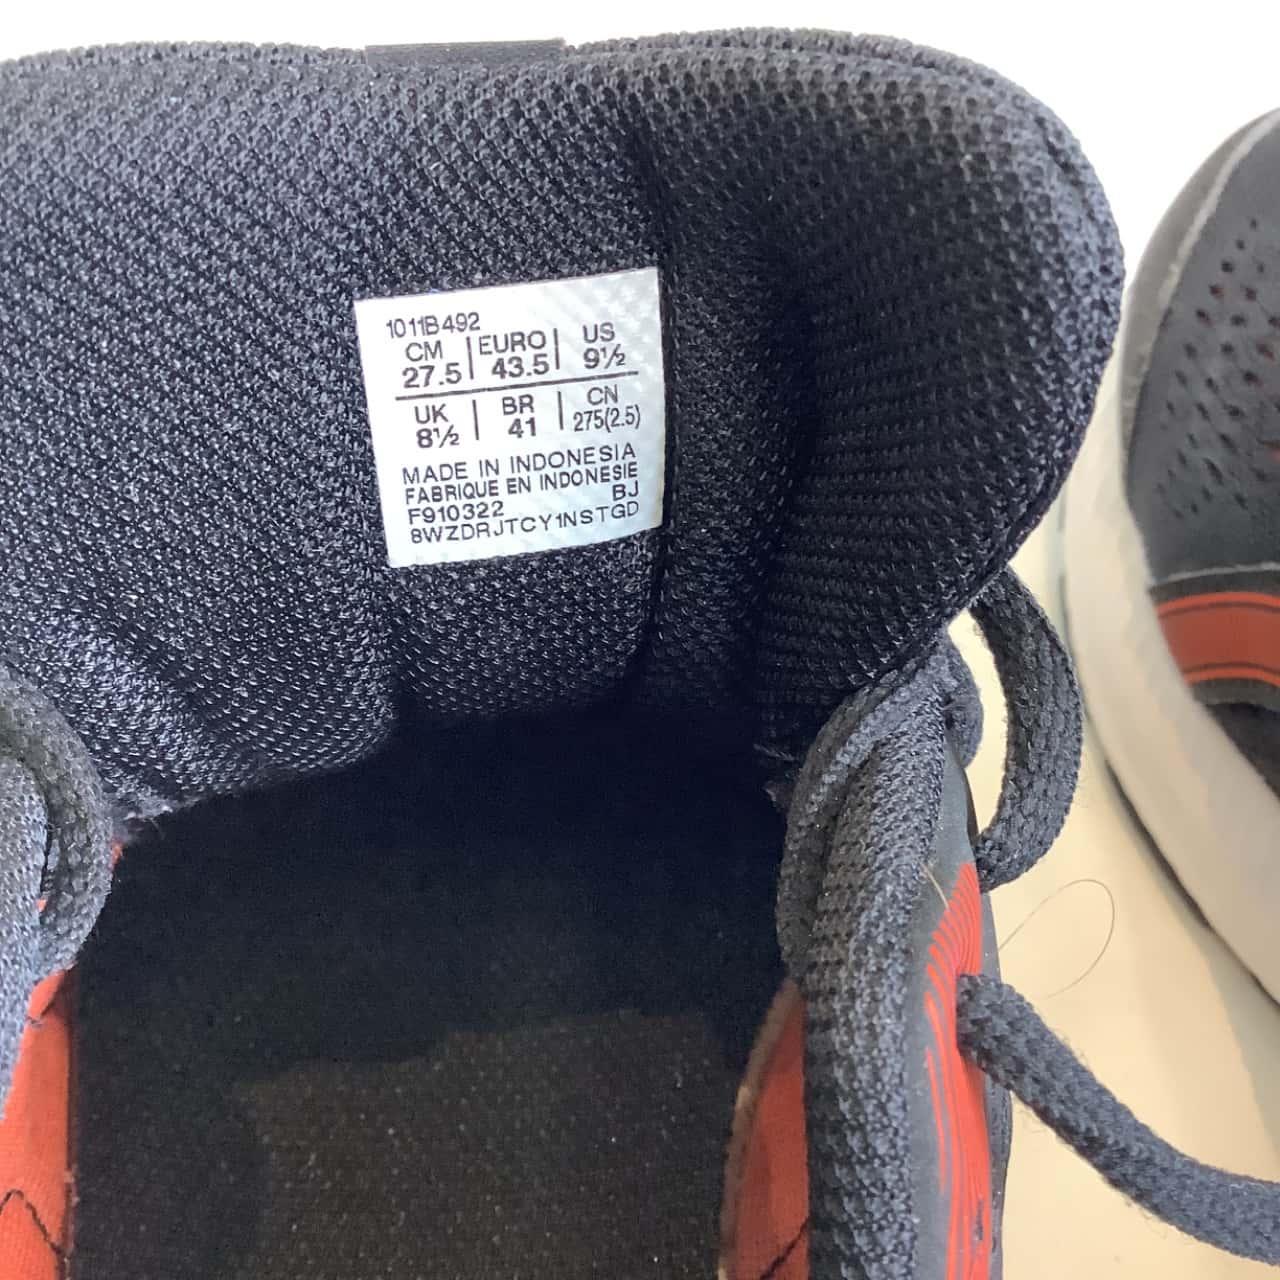 1011B492
CM | EURO | US
27.5 | 43.5 | 9½
UK | BR | CN
8½ | 41 | 275(2.5)
MADE IN INDONESIA
FABRIQUE EN INDONESIE
F910322 BJ
8WZDRJTCY1NSTGD